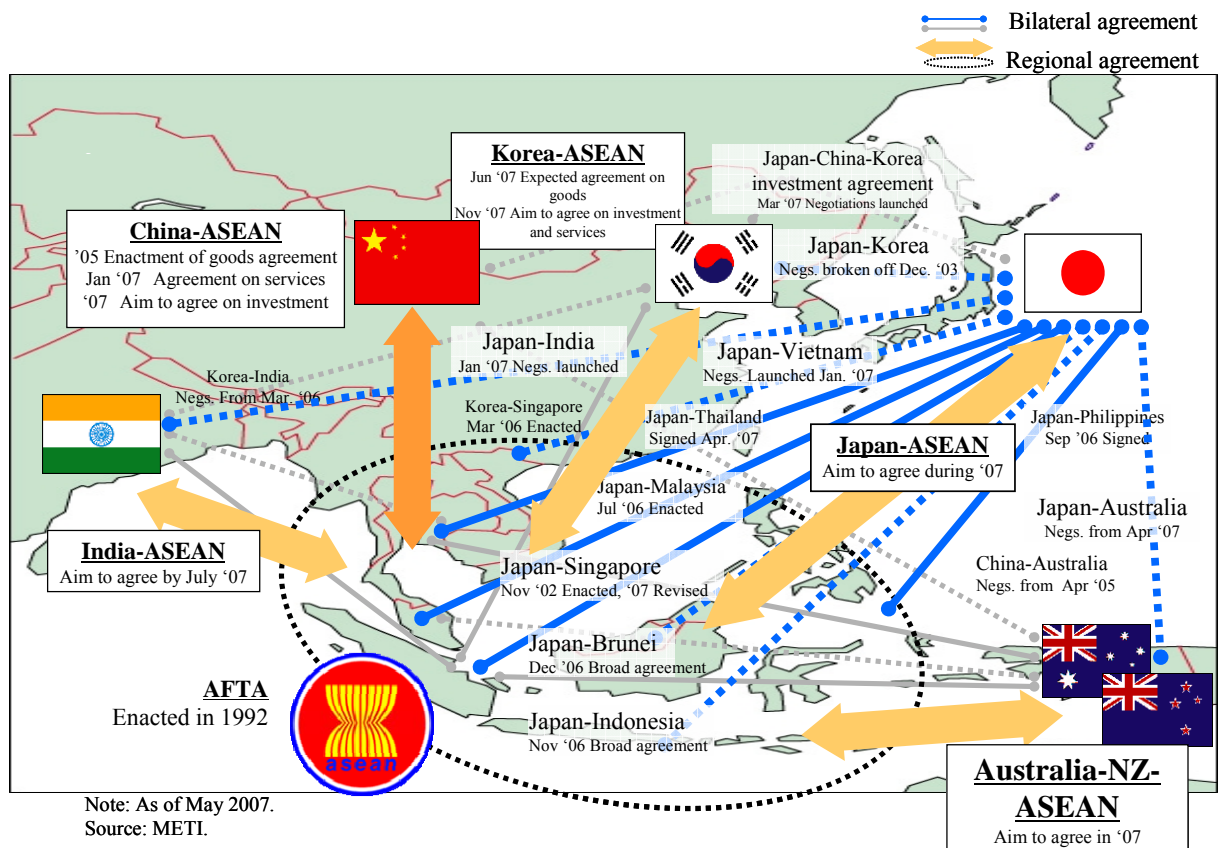 Bilateral agreement
Regional agreement
Korea-ASEAN
Jun ‘07 Expected agreement on
goods
Nov ‘07 Aim to agree on investment
and services
Japan-China-Korea
investment agreement
Mar ‘07 Negotiations launched
China-ASEAN
’05 Enactment of goods agreement
Jan ‘07 Agreement on services
‘07 Aim to agree on investment
Japan-Korea
Negs. broken off Dec. ‘03
Japan-India
Jan ‘07 Negs. launched
Japan-Vietnam
Negs. Launched Jan. ’07
Korea-India
Negs. From Mar. ‘06
Korea-Singapore
Mar ‘06 Enacted
Japan-Thailand
Signed Apr. ‘07
Japan-ASEAN
Aim to agree during ‘07
Japan-Philippines
Sep ‘06 Signed
Japan-Malaysia
Jul ‘06 Enacted
Japan-Australia
Negs. from Apr ‘07
India-ASEAN
Aim to agree by July ‘07
Japan-Singapore
Nov ‘02 Enacted, ‘07 Revised
China-Australia
Negs. from Apr ‘05
Japan-Brunei
Dec ‘06 Broad agreement
AFTA
Enacted in 1992
asean
Japan-Indonesia
Nov ‘06 Broad agreement
Australia-NZ-
ASEAN
Aim to agree in ‘07
Note: As of May 2007.
Source: METI.